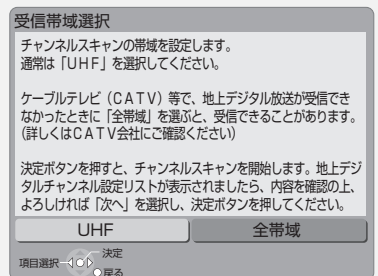 受信帯域選択
チャンネルスキャンの帯域を設定します。
通常は「UHF」を選択してください。
ケーブルテレビ（CATV）等で、地上デジタル放送が受信でき
なかったときに「全帯域」を選ぶと、受信できることがあります。
（詳しくはCATV会社にご確認ください）
決定ボタンを押すと、チャンネルスキャンを開始します。地上デジ
タルチャンネル設定リストが表示されましたら、内容を確認の上、
よろしければ「次へ」を選択し、決定ボタンを押してください。
UHF 全帯域
決定
項目選択
戻る